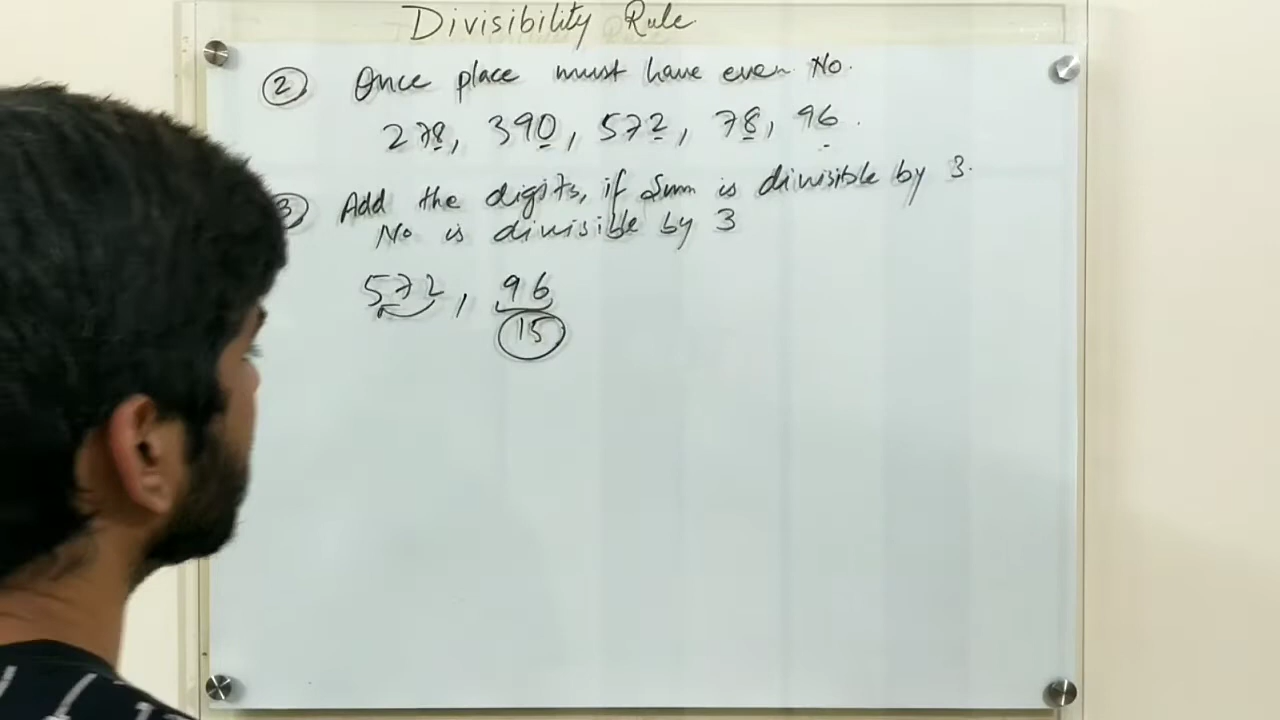 Divisibility Rule
2 Once place must have even No.
278, 390, 572, 78, 96.
3 Add the digits, if Sum is divisible by 3.
No is divisible by 3
572, 96
15